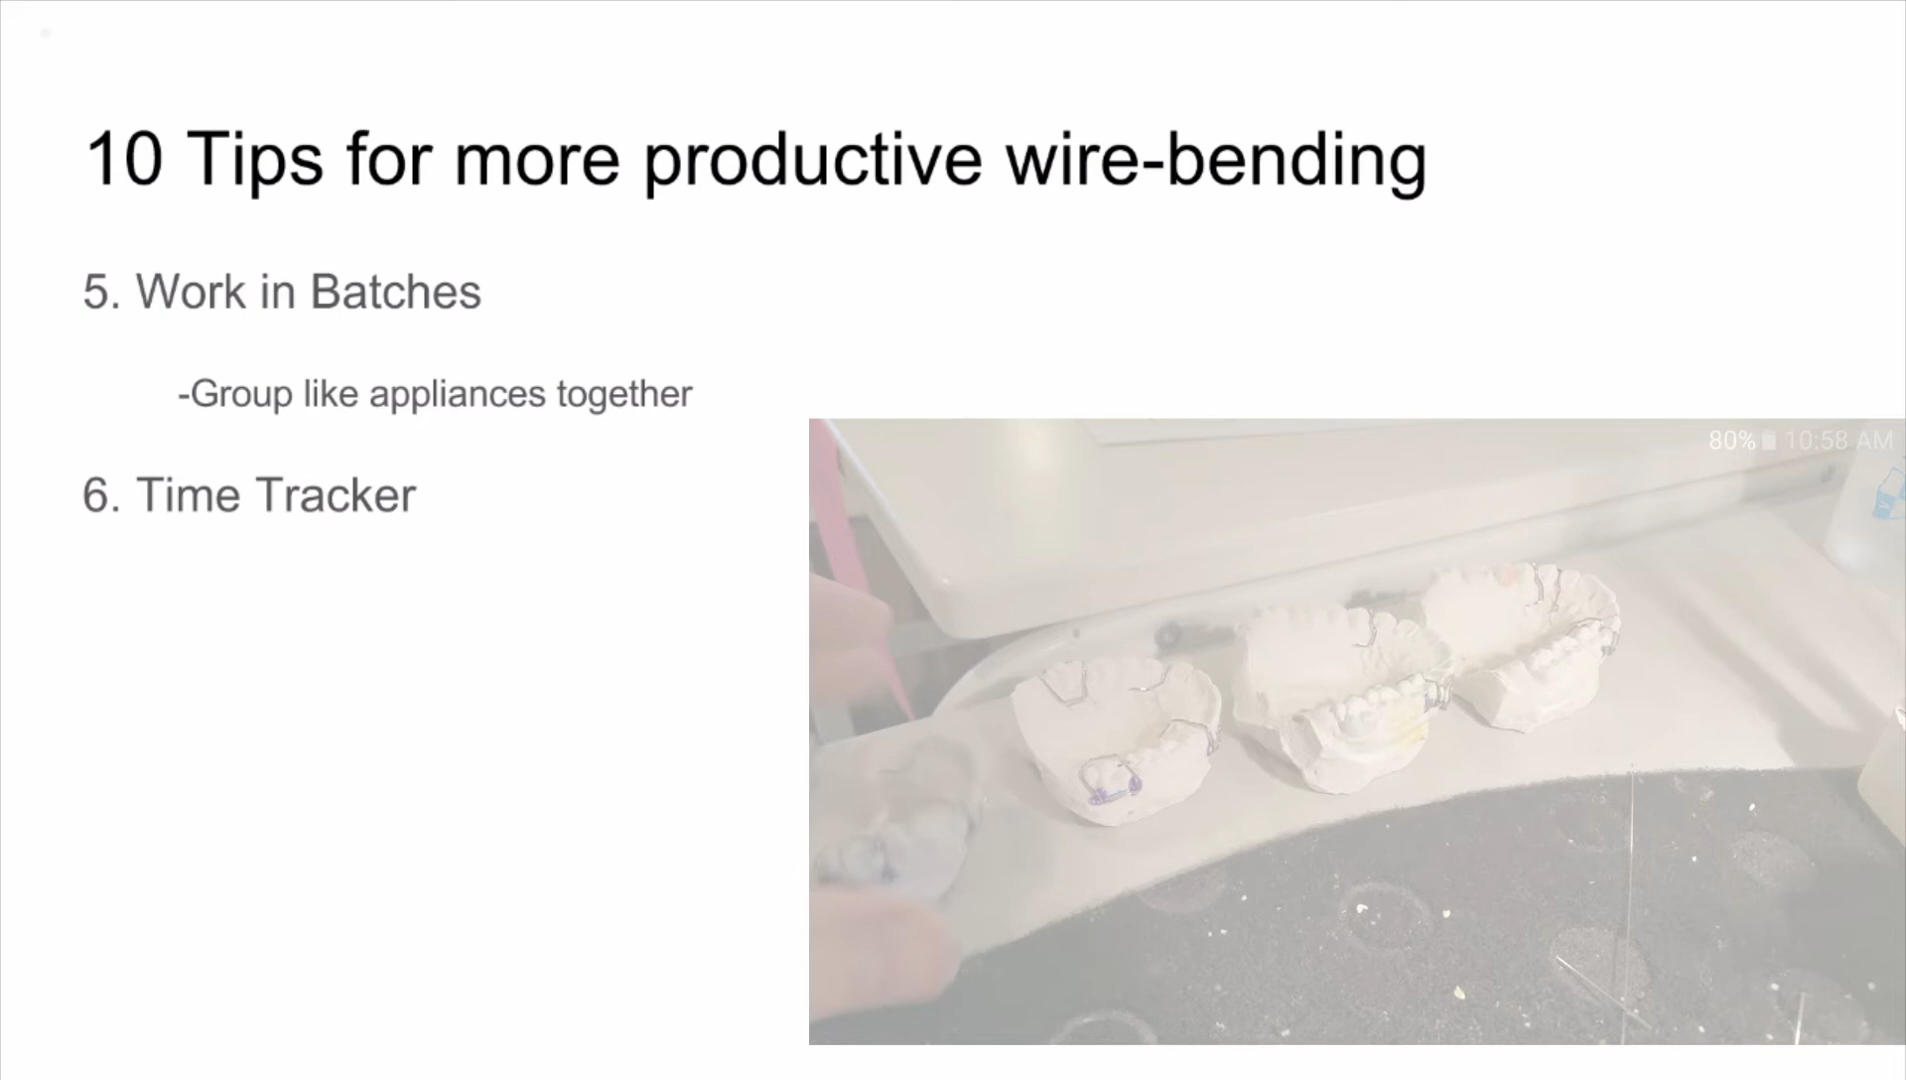 10 Tips for more productive wire-bending
5. Work in Batches
-Group like appliances together
6. Time Tracker
80% 10:58 AM